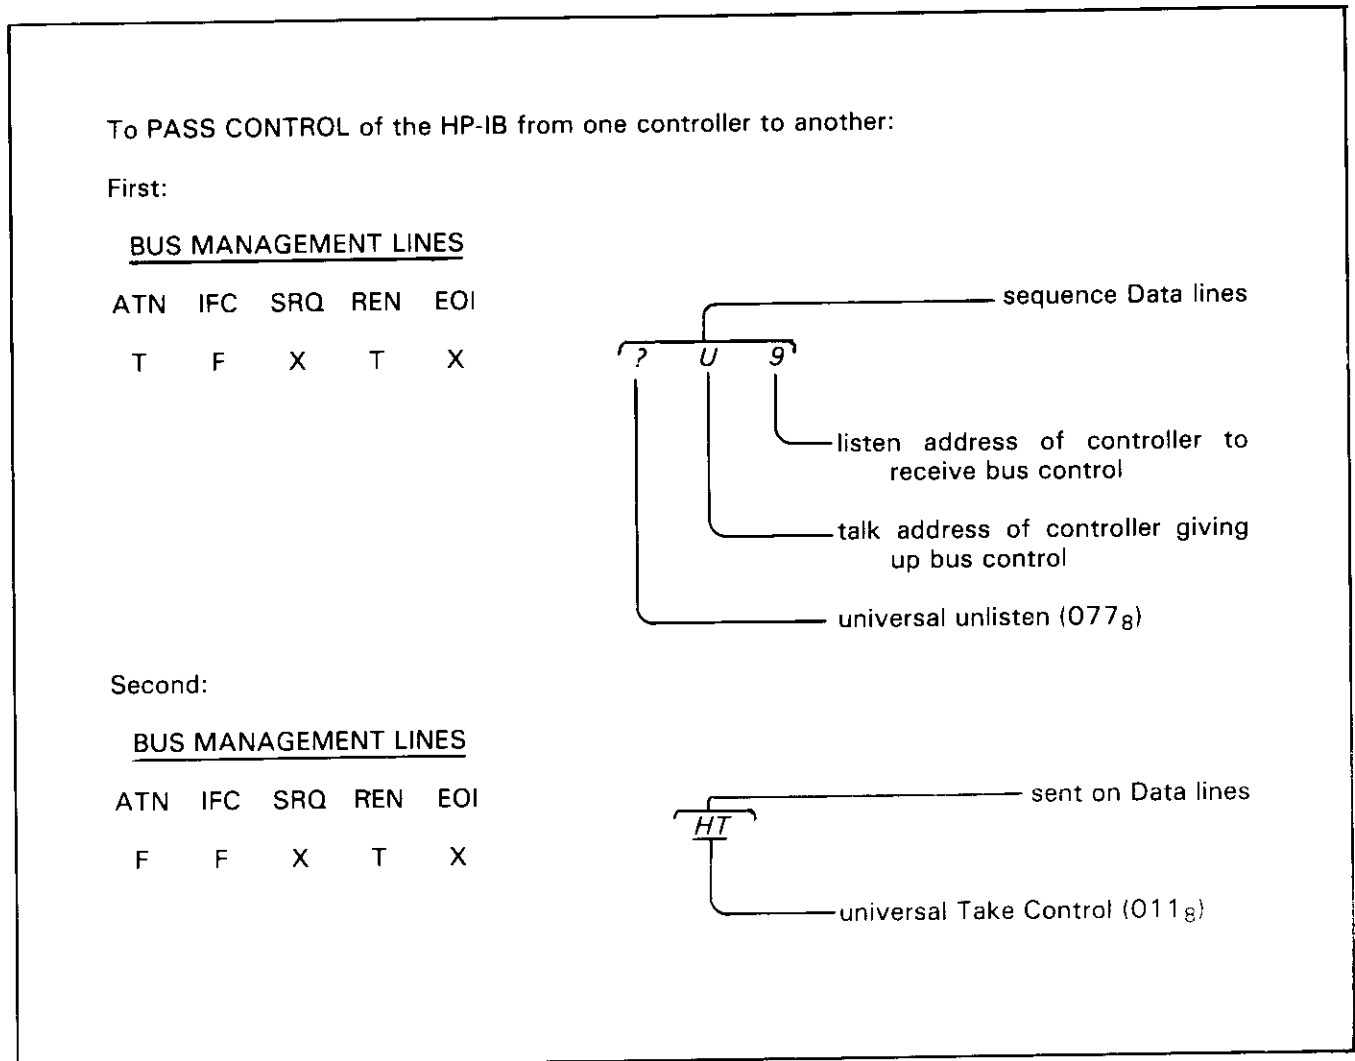 To PASS CONTROL of the HP-IB from one controller to another:
First:
BUS MANAGEMENT LINES
ATN IFC SRQ REN EOI
T F X T X
sequence Data lines
? U 9
listen address of controller to
receive bus control
talk address of controller giving
up bus control
universal unlisten (077₈)
Second:
BUS MANAGEMENT LINES
ATN IFC SRQ REN EOI
F F X T X
sent on Data lines
HT
universal Take Control (011₈)